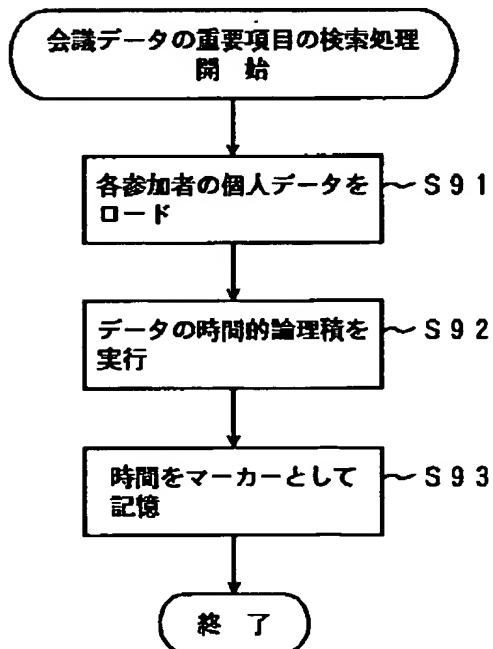 会議データの重要項目の検索処理
開 始
各参加者の個人データを
ロード
S91
データの時間的論理積を
実行
S92
時間をマーカーとして
記憶
S93
終 了